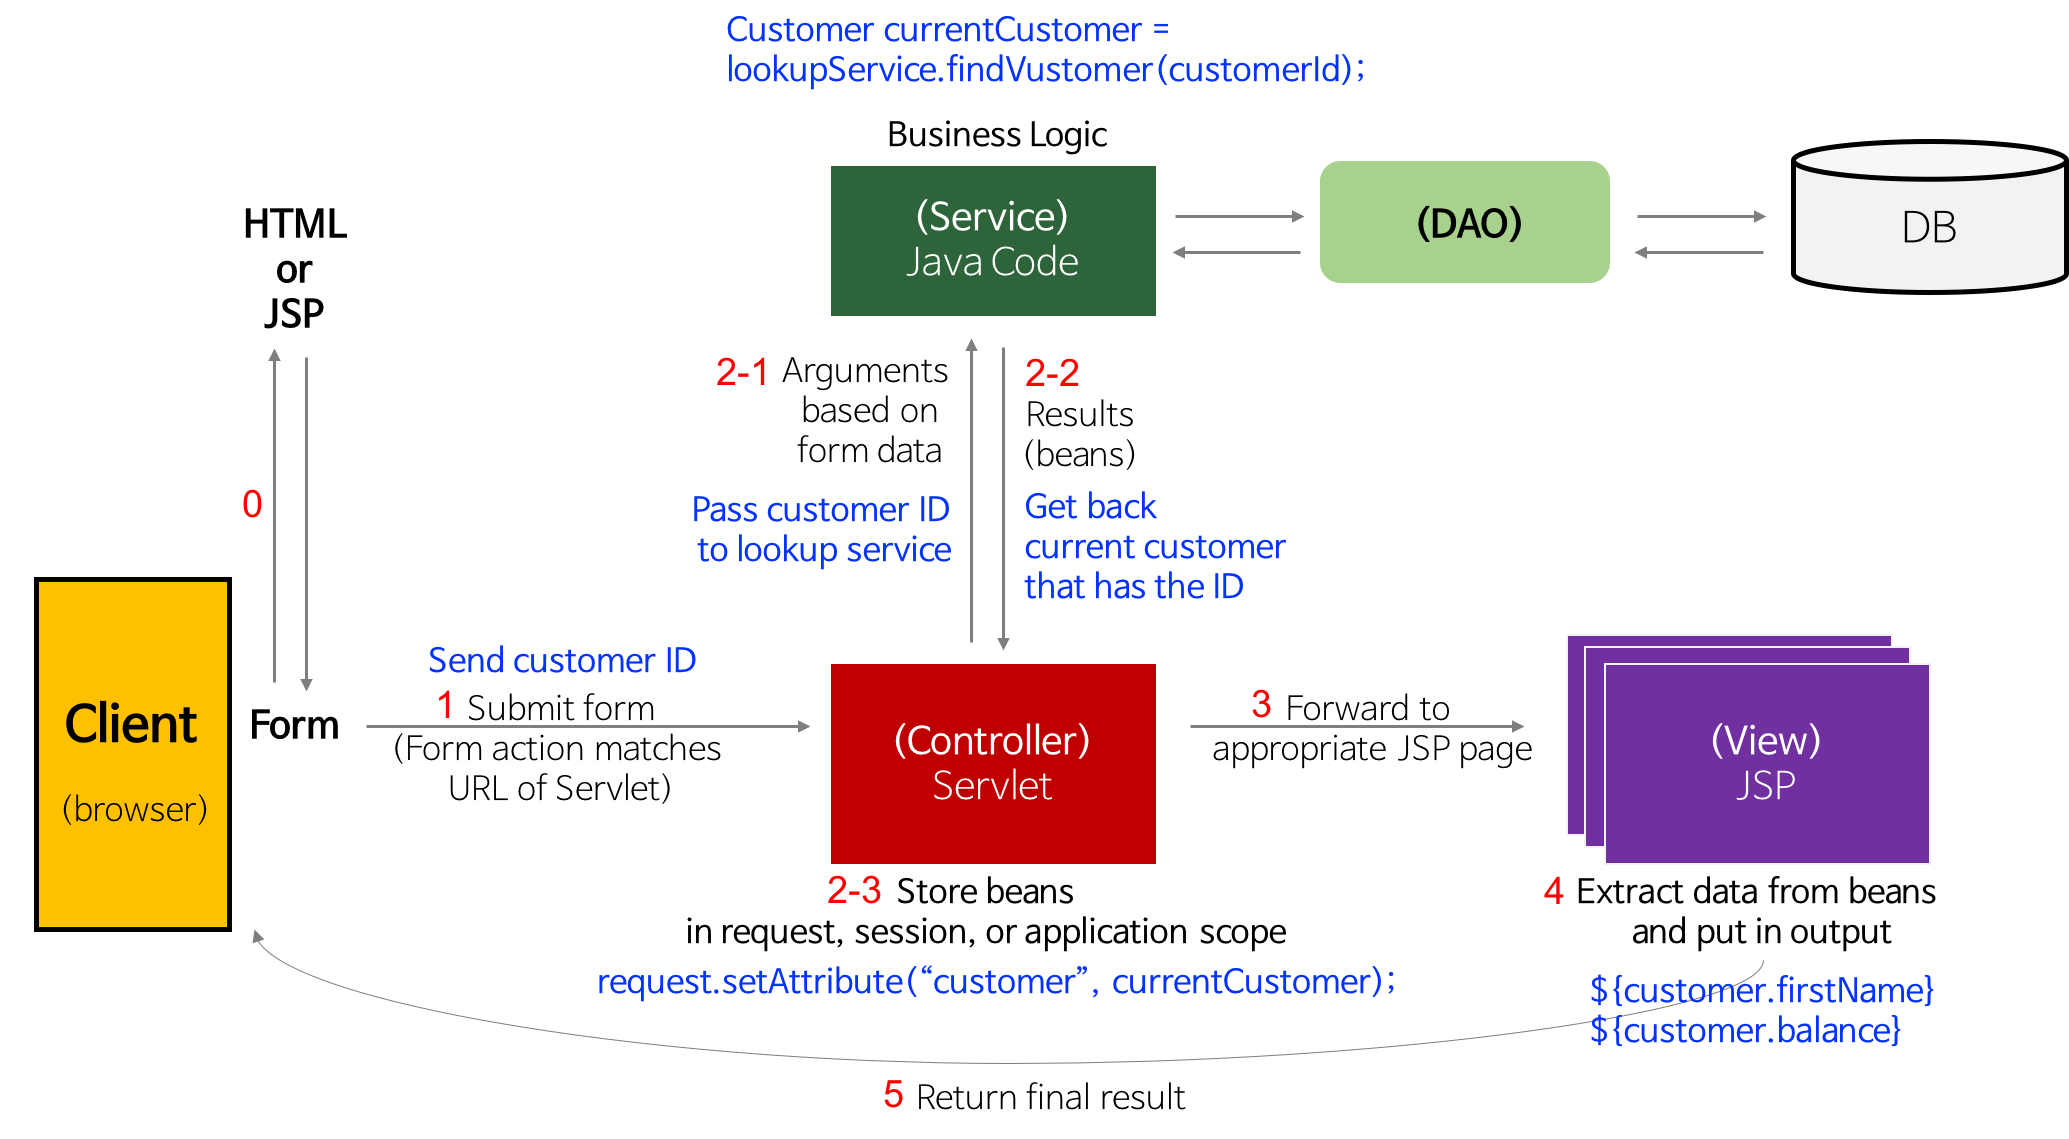 Customer currentCustomer =
lookupService.findVustomer(customerId);
Business Logic
(Service)
Java Code
(DAO)
DB
HTML
or
JSP
0
2-1 Arguments
based on
form data
Pass customer ID
to lookup service
2-2
Results
(beans)
Get back
current customer
that has the ID
Client
(browser)
Form
Send customer ID
1 Submit form
(Form action matches
URL of Servlet)
(Controller)
Servlet
3 Forward to
appropriate JSP page
(View)
JSP
2-3 Store beans
in request, session, or application scope
request.setAttribute(“customer”, currentCustomer);
4 Extract data from beans
and put in output
${customer.firstName}
${customer.balance}
5 Return final result